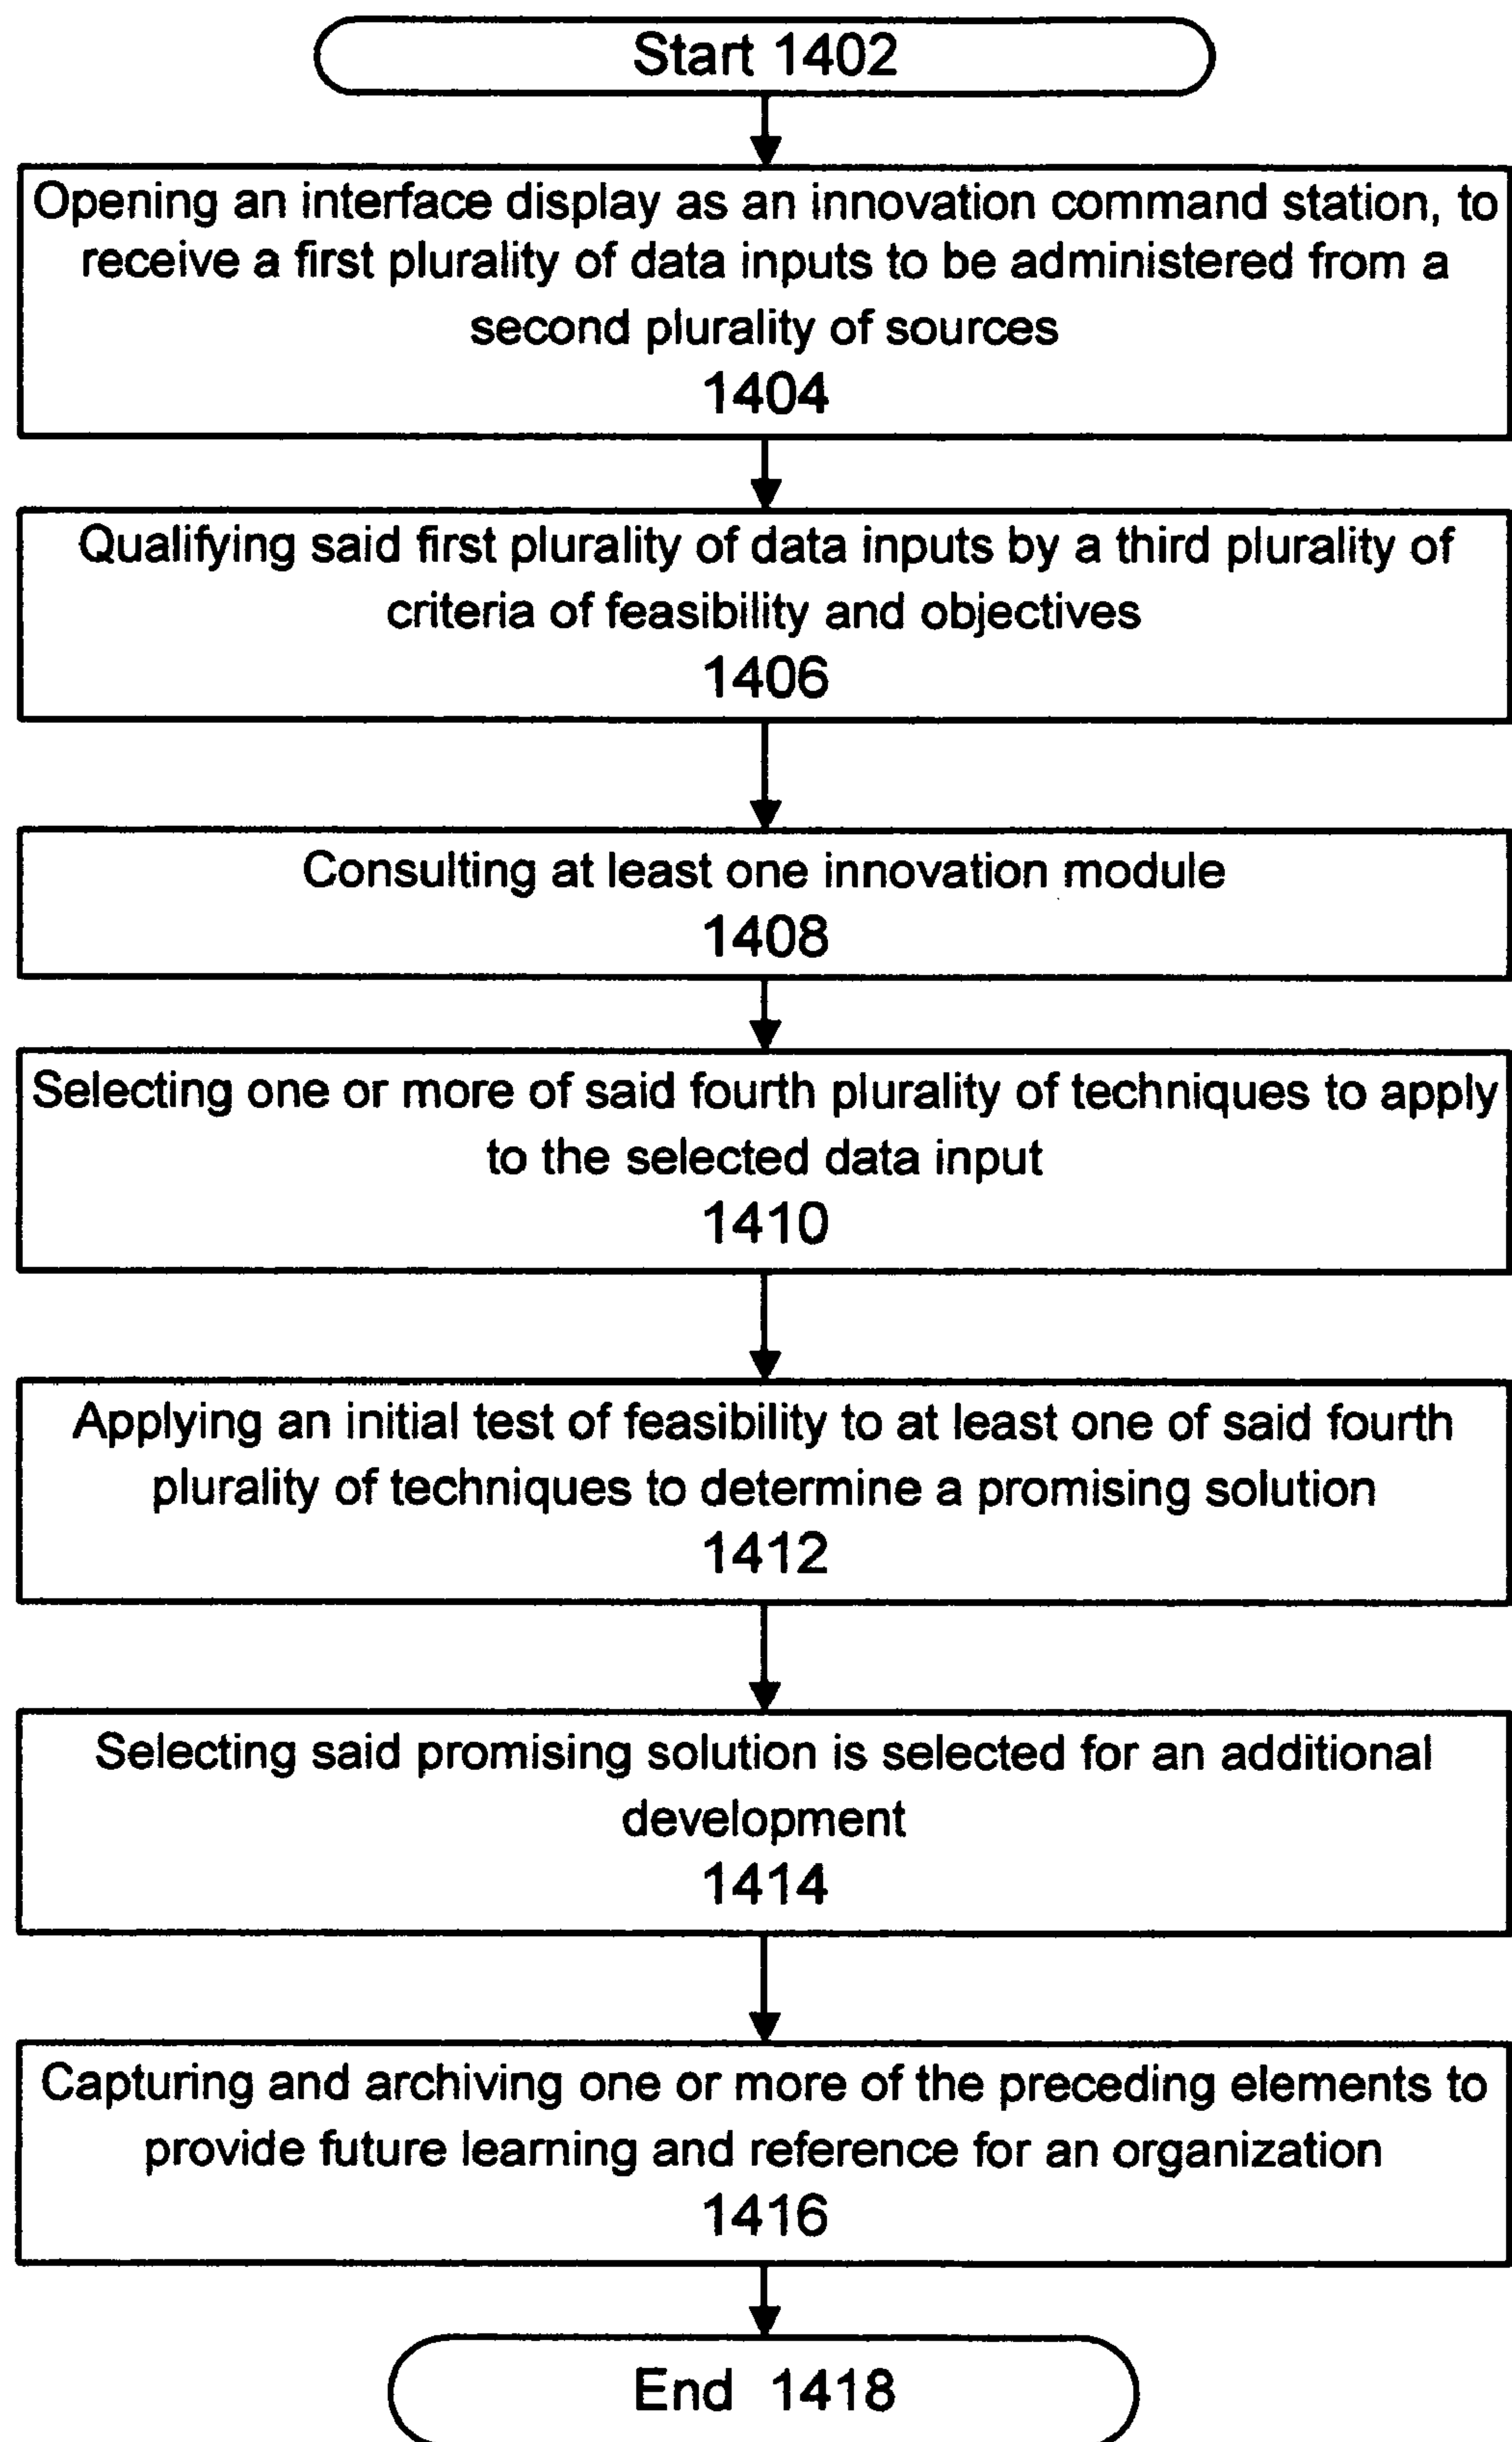 Start 1402
Opening an interface display as an innovation command station, to
receive a first plurality of data inputs to be administered from a
second plurality of sources
1404
Qualifying said first plurality of data inputs by a third plurality of
criteria of feasibility and objectives
1406
Consulting at least one innovation module
1408
Selecting one or more of said fourth plurality of techniques to apply
to the selected data input
1410
Applying an initial test of feasibility to at least one of said fourth
plurality of techniques to determine a promising solution
1412
Selecting said promising solution is selected for an additional
development
1414
Capturing and archiving one or more of the preceding elements to
provide future learning and reference for an organization
1416
End 1418